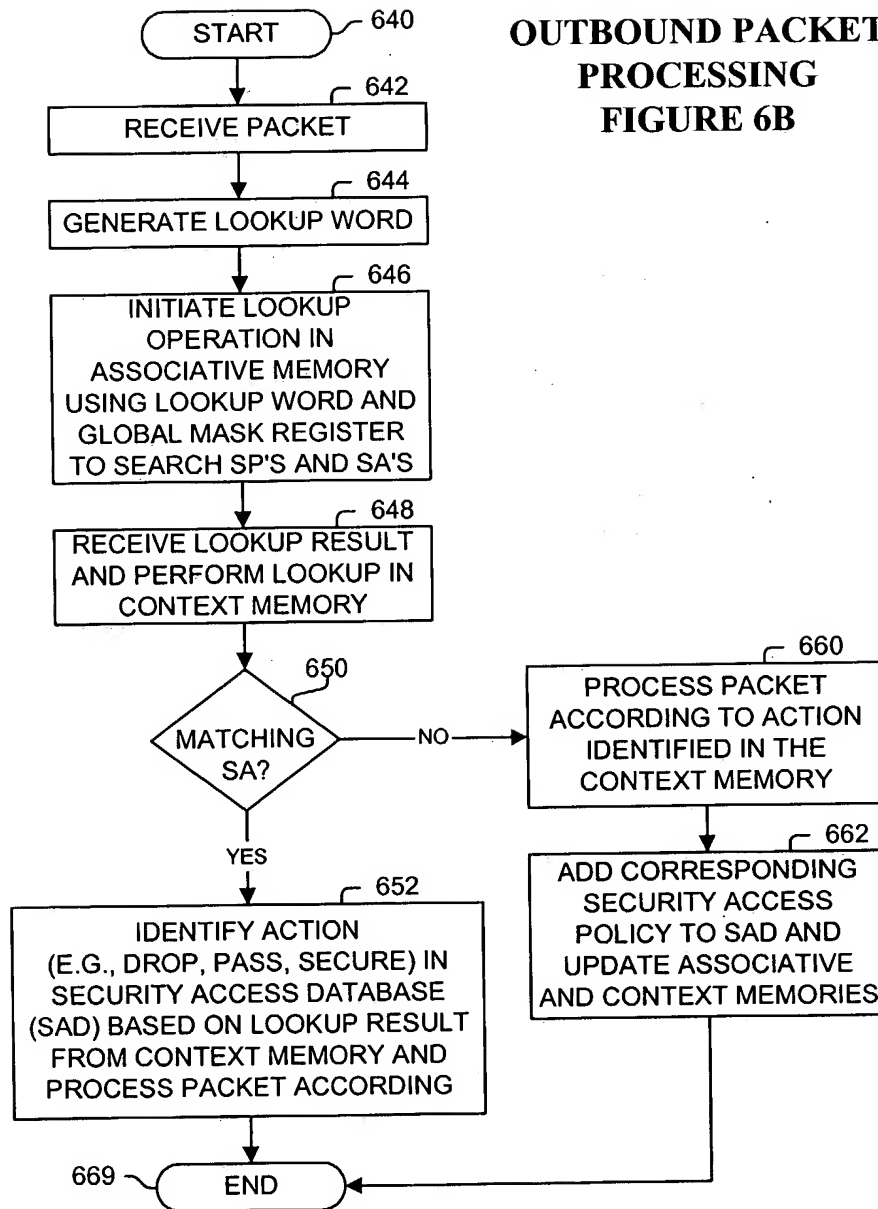 OUTBOUND PACKET
PROCESSING
FIGURE 6B
START
640
642
RECEIVE PACKET
644
GENERATE LOOKUP WORD
646
INITIATE LOOKUP
OPERATION IN
ASSOCIATIVE MEMORY
USING LOOKUP WORD AND
GLOBAL MASK REGISTER
TO SEARCH SP'S AND SA'S
648
RECEIVE LOOKUP RESULT
AND PERFORM LOOKUP IN
CONTEXT MEMORY
650
MATCHING
SA?
NO
YES
660
PROCESS PACKET
ACCORDING TO ACTION
IDENTIFIED IN THE
CONTEXT MEMORY
662
ADD CORRESPONDING
SECURITY ACCESS
POLICY TO SAD AND
UPDATE ASSOCIATIVE
AND CONTEXT MEMORIES
652
IDENTIFY ACTION
(E.G., DROP, PASS, SECURE) IN
SECURITY ACCESS DATABASE
(SAD) BASED ON LOOKUP RESULT
FROM CONTEXT MEMORY AND
PROCESS PACKET ACCORDING
669
END